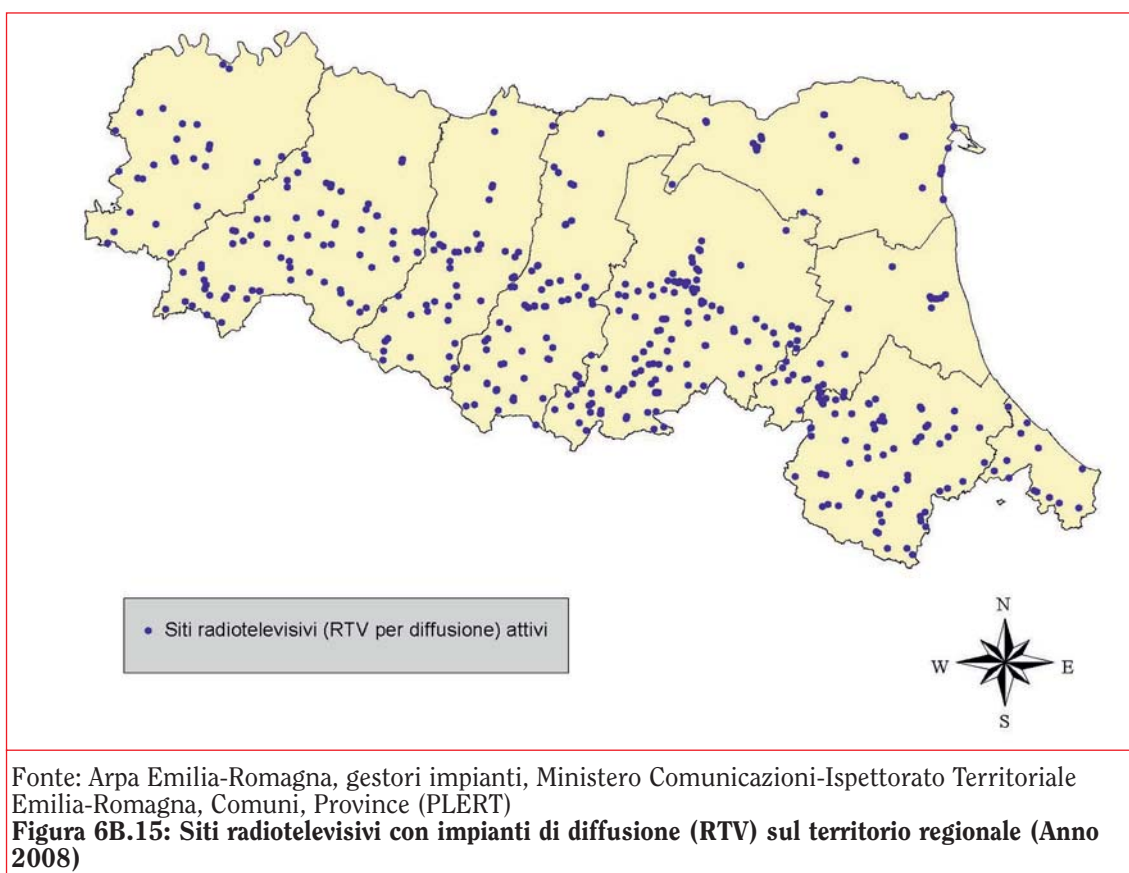 Siti radiotelevisivi (RTV per diffusione) attivi
N
W
E
S
Fonte: Arpa Emilia-Romagna, gestori impianti, Ministero Comunicazioni-Ispettorato Territoriale
Emilia-Romagna, Comuni, Province (PLERT)
Figura 6B.15: Siti radiotelevisivi con impianti di diffusione (RTV) sul territorio regionale (Anno
2008)